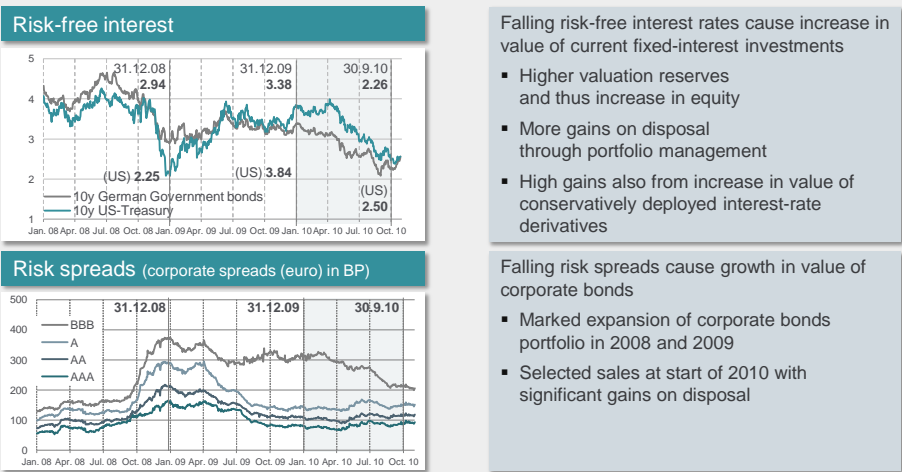 Risk-free interest
5
4
3
2
1
31.12.08
2.94
31.12.09
3.38
30.9.10
2.26
(US) 2.25
(US) 3.84
(US)
2.50
10y German Government bonds
10y US-Treasury
Jan. 08 Apr. 08 Jul. 08 Oct. 08 Jan. 09 Apr. 09 Jul. 09 Oct. 09 Jan. 10 Apr. 10 Jul. 10 Oct. 10
Falling risk-free interest rates cause increase in
value of current fixed-interest investments
▪ Higher valuation reserves
and thus increase in equity
▪ More gains on disposal
through portfolio management
▪ High gains also from increase in value of
conservatively deployed interest-rate
derivatives
Risk spreads (corporate spreads (euro) in BP)
500
400
300
200
100
0
31.12.08
31.12.09
30.9.10
BBB
A
AA
AAA
Jan. 08 Apr. 08 Jul. 08 Oct. 08 Jan. 09 Apr. 09 Jul. 09 Oct. 09 Jan. 10 Apr. 10 Jul. 10 Oct. 10
Falling risk spreads cause growth in value of
corporate bonds
▪ Marked expansion of corporate bonds
portfolio in 2008 and 2009
▪ Selected sales at start of 2010 with
significant gains on disposal